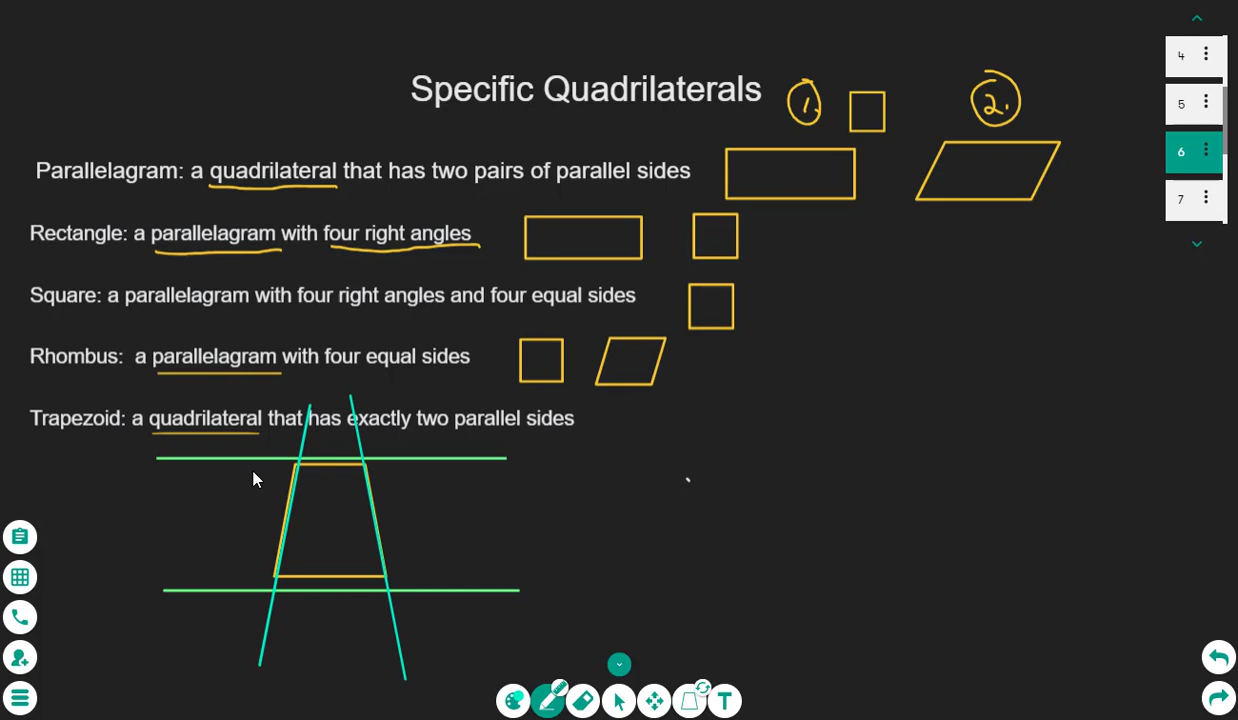 4
Specific Quadrilaterals
1.
2.
5
6
Parallelagram: a quadrilateral that has two pairs of parallel sides
7
Rectangle: a parallelagram with four right angles
Square: a parallelagram with four right angles and four equal sides
Rhombus: a parallelagram with four equal sides
Trapezoid: a quadrilateral that has exactly two parallel sides
T